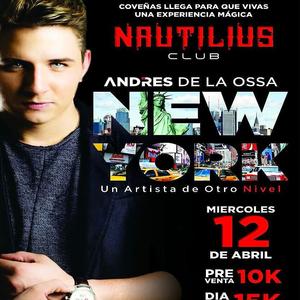 COVEÑAS LLEGA PARA QUE VIVAS
UNA EXPERIENCIA MÁGICA
NAUTILIUS
CLUB
ANDRES DE LA OSSA
NEW
YORK
Un Artista de Otro Nivel
MIERCOLES
12
DE ABRIL
PRE
VENTA 10K
DIA 15K